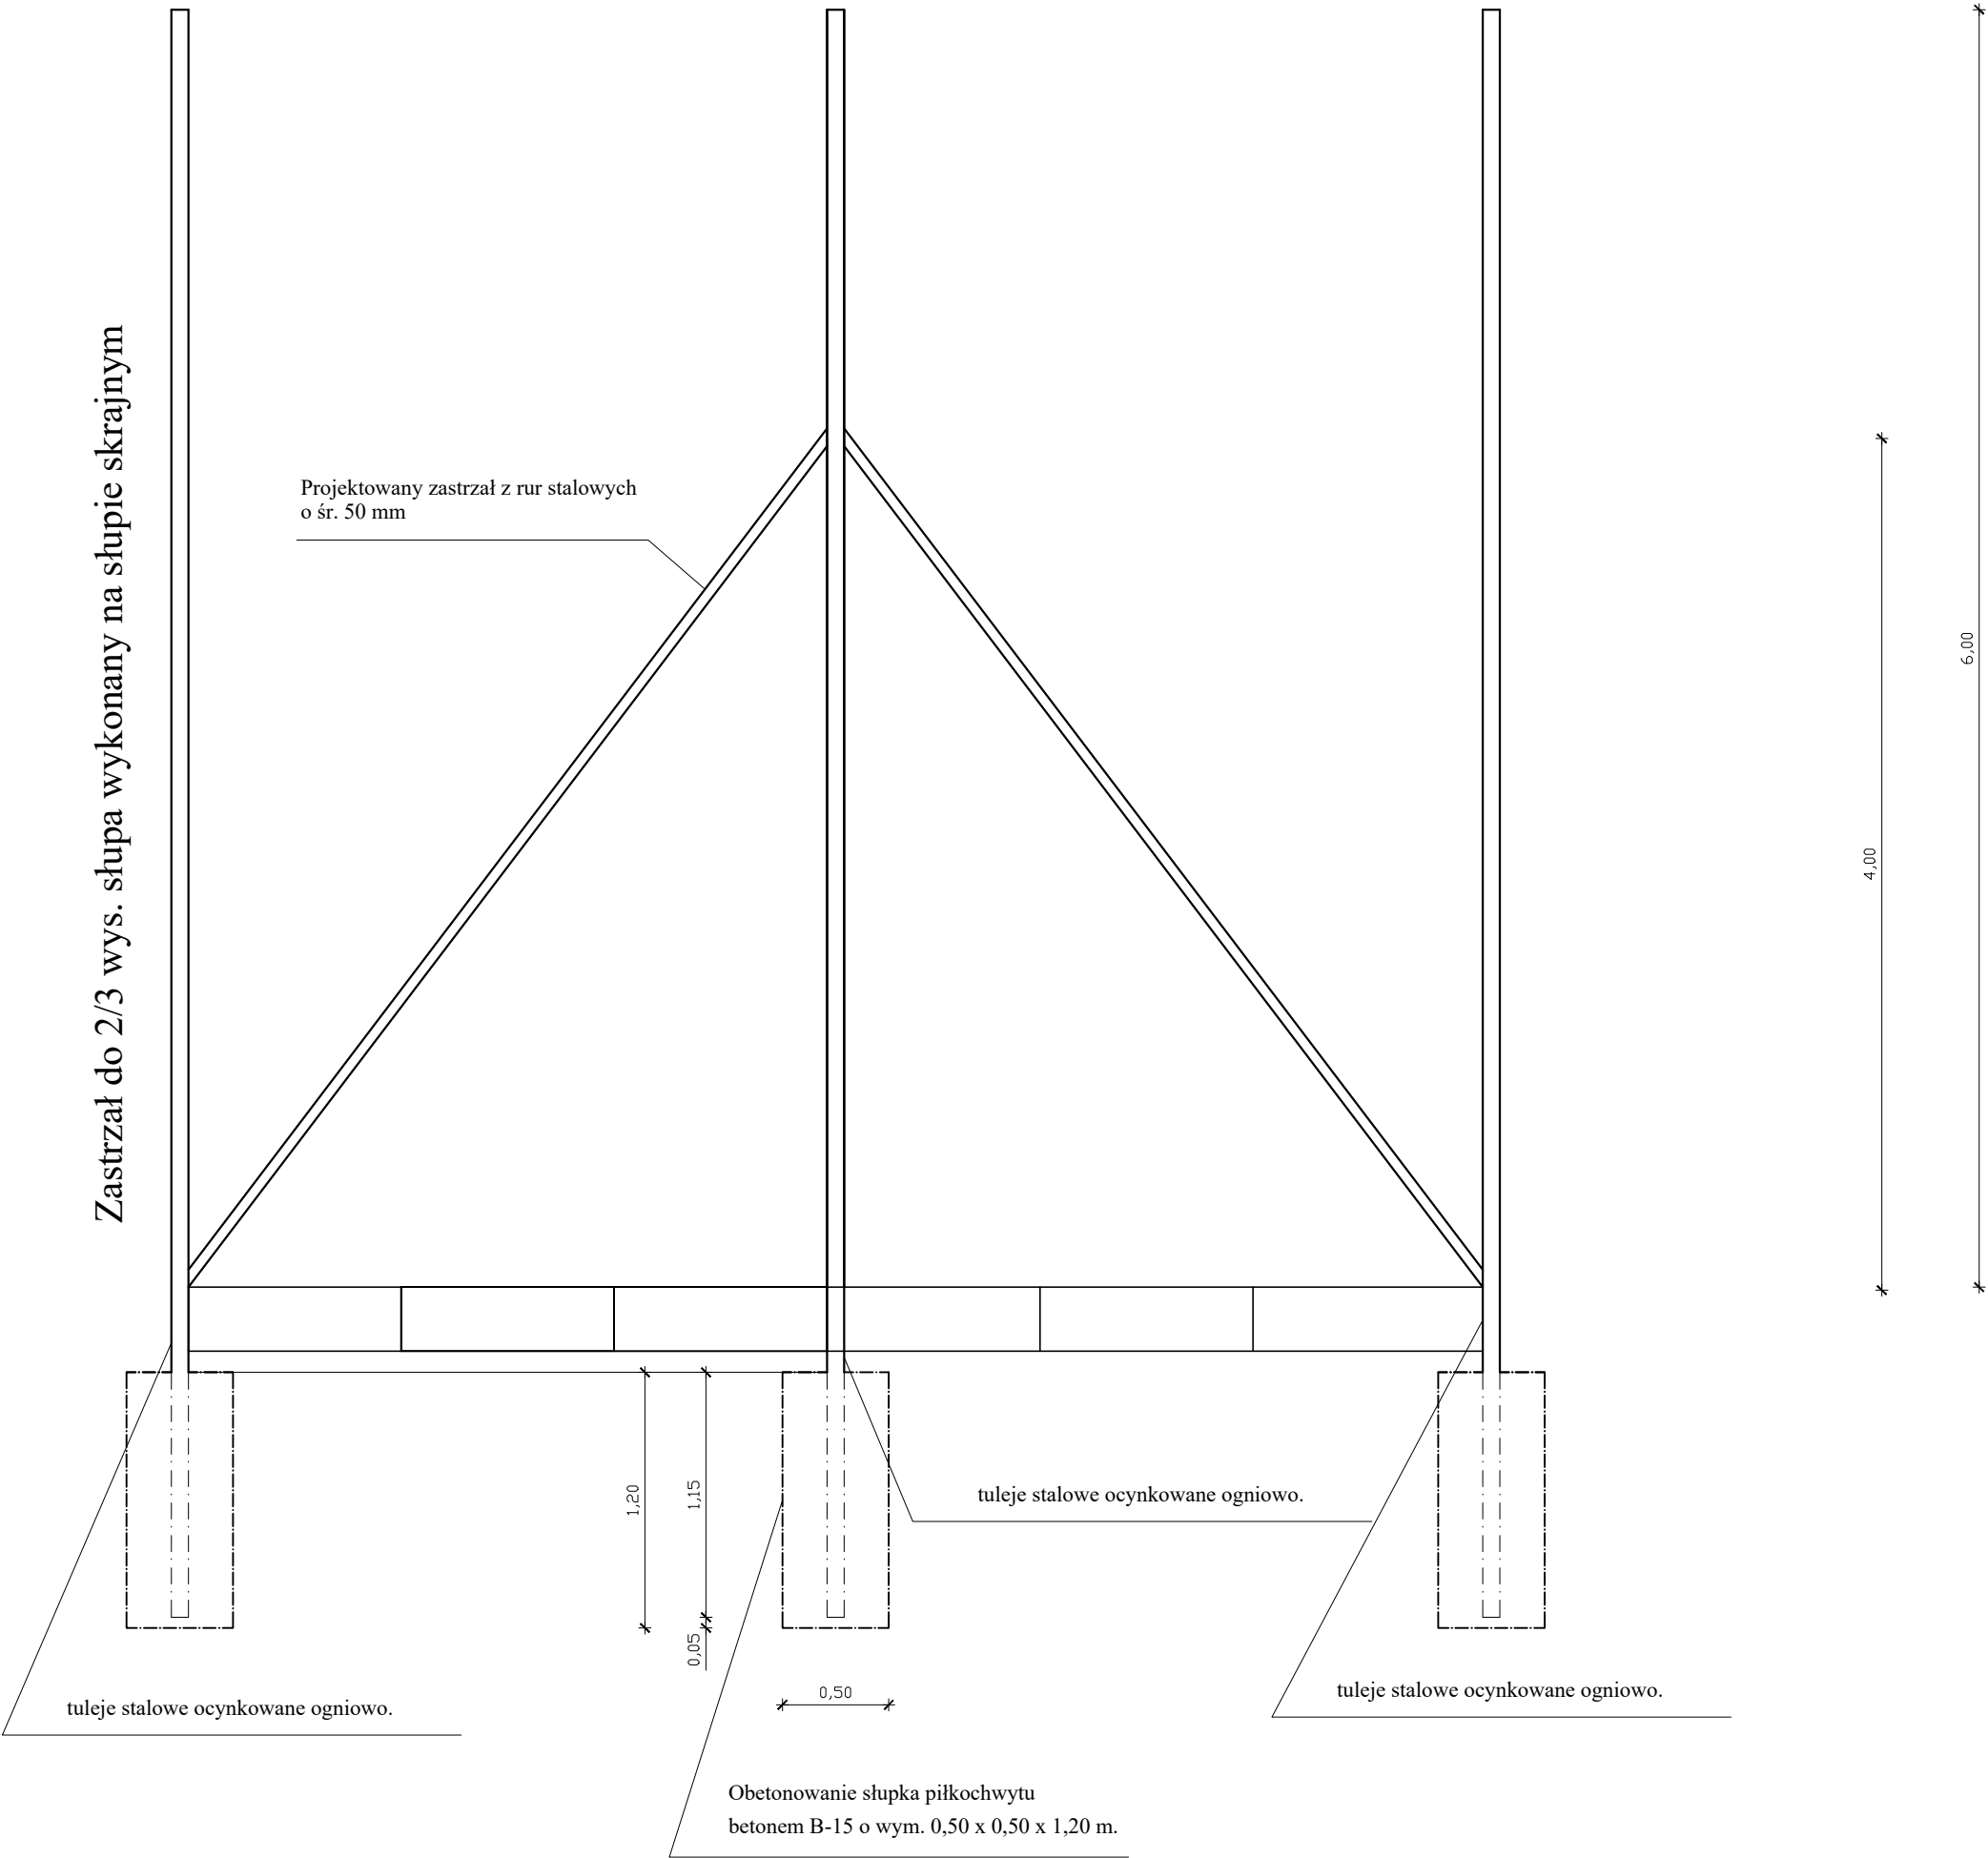 Zastrzał do 2/3 wys. słupa wykonany na słupie skrajnym
Projektowany zastrzał z rur stalowych
o śr. 50 mm
6,00
4,00
1,20
1,15
0,05
tuleje stalowe ocynkowane ogniowo.
0,50
tuleje stalowe ocynkowane ogniowo.
tuleje stalowe ocynkowane ogniowo.
Obetonowanie słupka piłkochwytu
betonem B-15 o wym. 0,50 x 0,50 x 1,20 m.